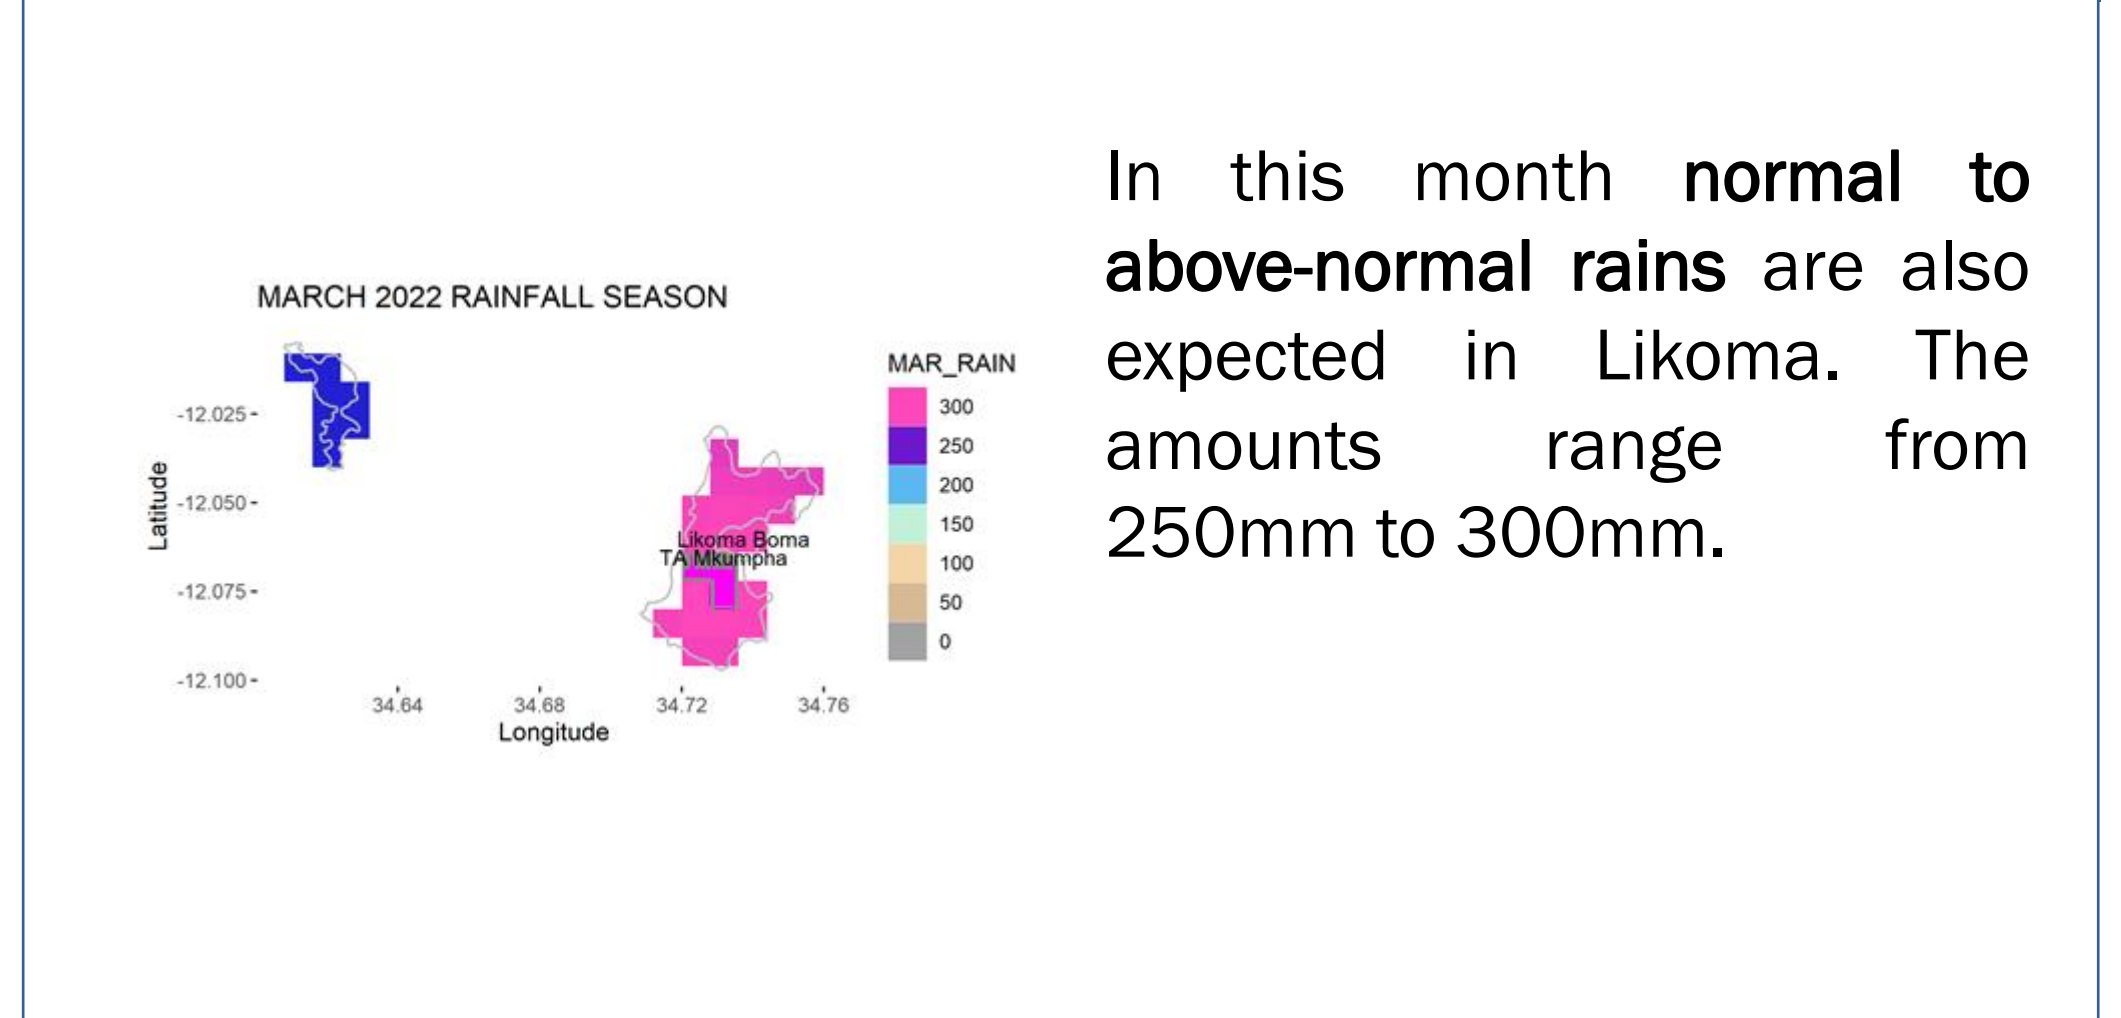 MARCH 2022 RAINFALL SEASON
Latitude
-12.025
-12.050
-12.075
-12.100
Likoma Boma
TA Mkumpha
34.64 34.68 34.72 34.76
Longitude
MAR_RAIN
300
250
200
150
100
50
0
In this month normal to
above-normal rains are also
expected in Likoma. The
amounts range from
250mm to 300mm.